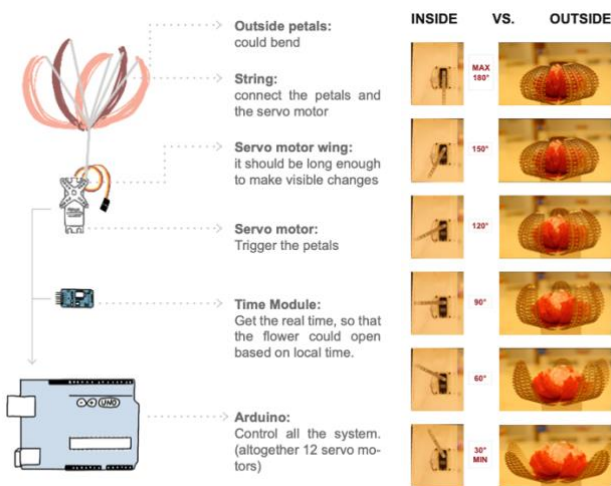 Outside petals:
could bend
String:
connect the petals and
the servo motor
Servo motor wing:
it should be long enough
to make visible changes
Servo motor:
Trigger the petals
Time Module:
Get the real time, so that
the flower could open
based on local time.
Arduino:
Control all the system.
(altogether 12 servo mo-
tors)
UNO
INSIDE VS. OUTSIDE
MAX
180°
150°
120°
90°
60°
30°
MIN